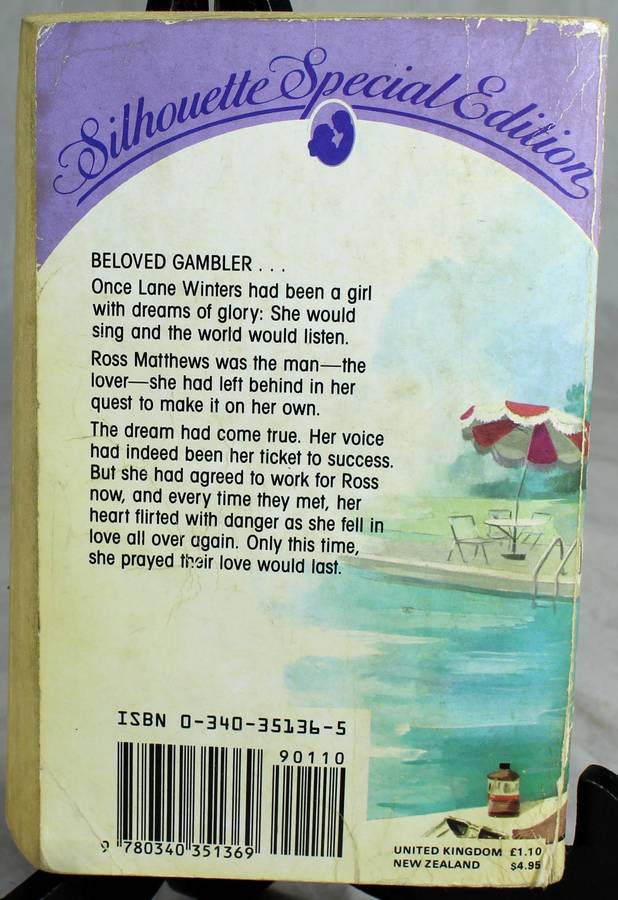 Silhouette Special Edition
BELOVED GAMBLER . . .
Once Lane Winters had been a girl
with dreams of glory: She would
sing and the world would listen.
Ross Matthews was the man—the
lover—she had left behind in her
quest to make it on her own.
The dream had come true. Her voice
had indeed been her ticket to success.
But she had agreed to work for Ross
now, and every time they met, her
heart flirted with danger as she fell in
love all over again. Only this time,
she prayed their love would last.
ISBN 0-340-35136-5
90110
9 780340 351369
UNITED KINGDOM £1.10
NEW ZEALAND $4.95